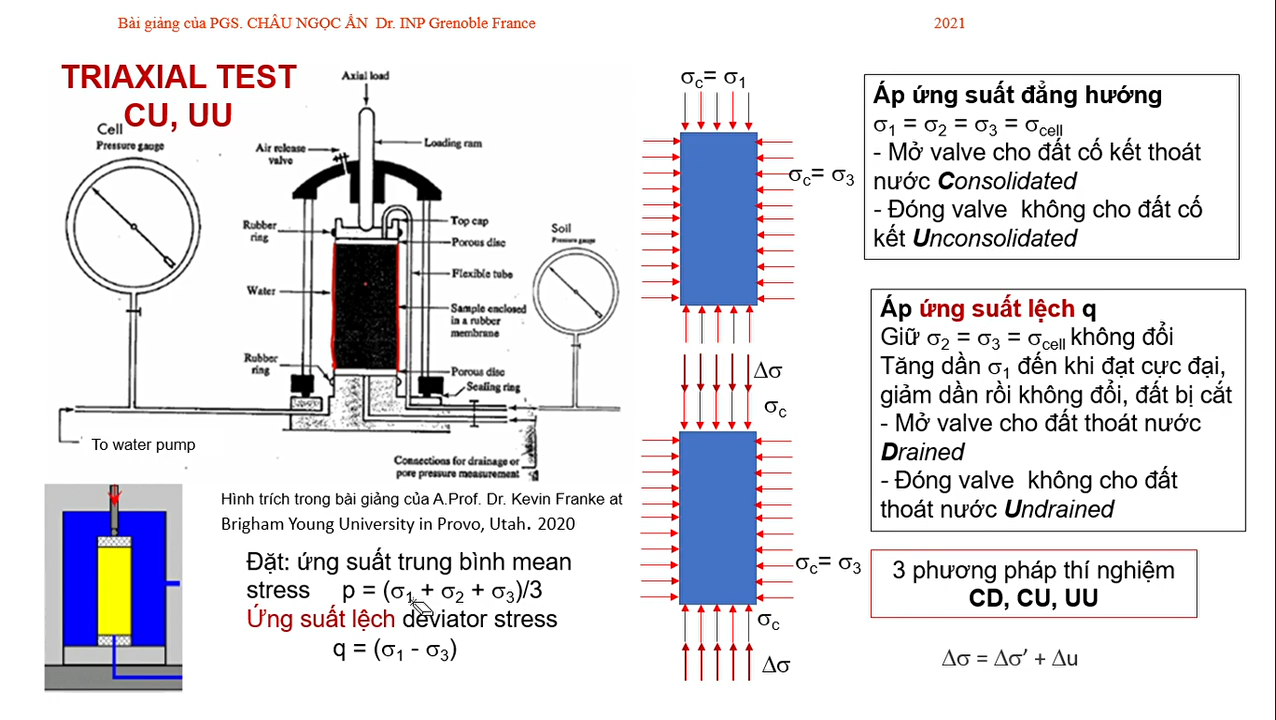 Bài giảng của PGS. CHÂU NGỌC ẨN Dr. INP Grenoble France
2021
TRIAXIAL TEST
CU, UU
Cell
Pressure gauge
Axial load
Air release
valve
Loading ram
Rubber
ring
Top cap
Porous disc
Flexible tube
Water
Sample enclosed
in a rubber
membrane
Rubber
ring
Porous disc
Sealing ring
Soil
Pressure gauge
To water pump
Connections for drainage or
pore pressure measurement
Hình trích trong bài giảng của A.Prof. Dr. Kevin Franke at
Brigham Young University in Provo, Utah. 2020
Đặt: ứng suất trung bình mean
stress p = (σ₁ + σ₂ + σ₃)/3
Ứng suất lệch deviator stress
q = (σ₁ - σ₃)
σc= σ₁
σc= σ₃
Δσ
σc
σc= σ₃
σc
Δσ
Áp ứng suất đẳng hướng
σ₁ = σ₂ = σ₃ = σcell
- Mở valve cho đất cố kết thoát
nước Consolidated
- Đóng valve không cho đất cố
kết Unconsolidated
Áp ứng suất lệch q
Giữ σ₂ = σ₃ = σcell không đổi
Tăng dần σ₁ đến khi đạt cực đại,
giảm dần rồi không đổi, đất bị cắt
- Mở valve cho đất thoát nước
Drained
- Đóng valve không cho đất
thoát nước Undrained
3 phương pháp thí nghiệm
CD, CU, UU
Δσ = Δσ’ + Δu